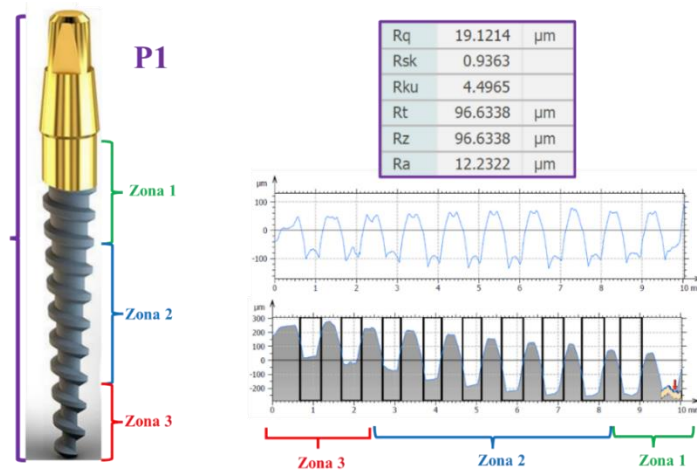 P1
Zona 1
Zona 2
Zona 3
Rq 19.1214 µm
Rsk 0.9363
Rku 4.4965
Rt 96.6338 µm
Rz 96.6338 µm
Ra 12.2322 µm
µm
100
0
-100
0 1 2 3 4 5 6 7 8 9 10 mm
µm
300
200
100
0
-100
-200
0 1 2 3 4 5 6 7 8 9 10 mm
Zona 3 Zona 2 Zona 1